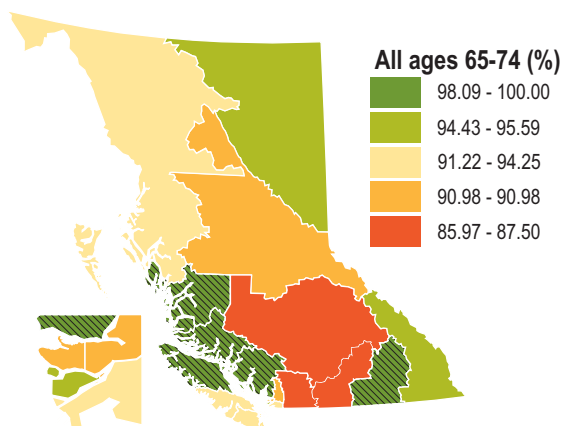 All ages 65-74 (%)
98.09 - 100.00
94.43 - 95.59
91.22 - 94.25
90.98 - 90.98
85.97 - 87.50